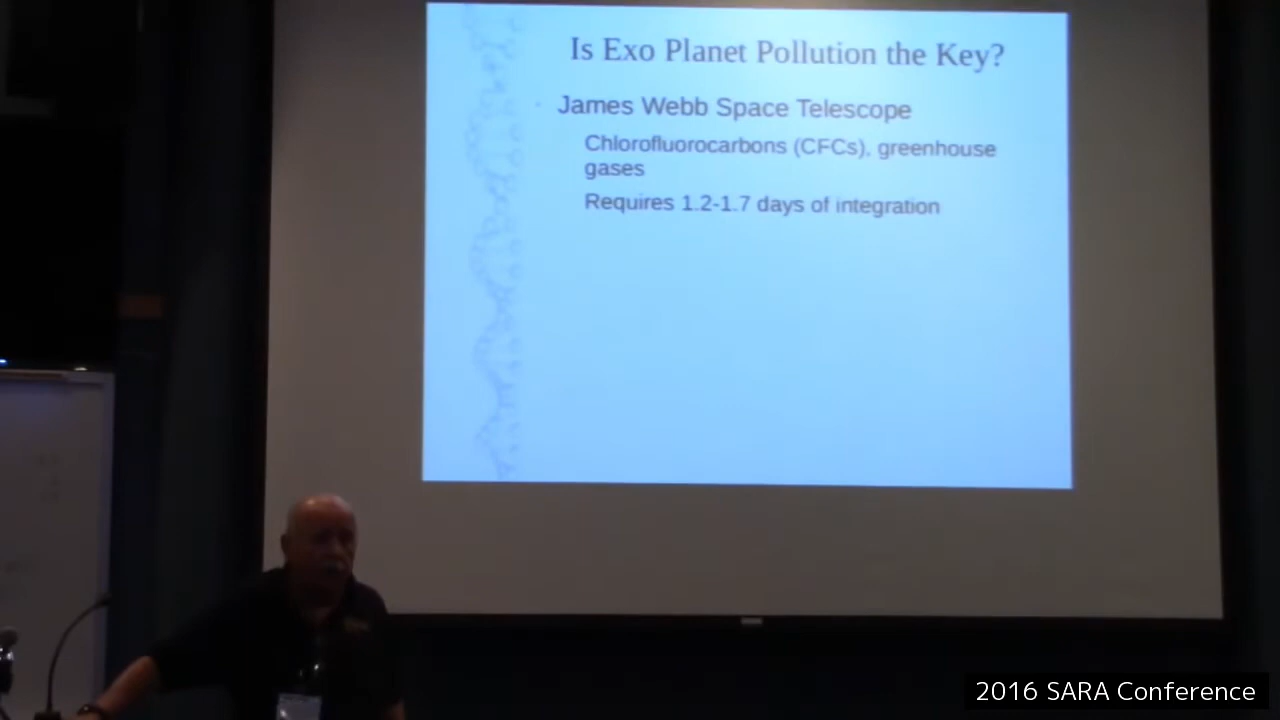 Is Exo Planet Pollution the Key?
James Webb Space Telescope
Chlorofluorocarbons (CFCs), greenhouse
gases
Requires 1.2-1.7 days of integration
2016 SARA Conference